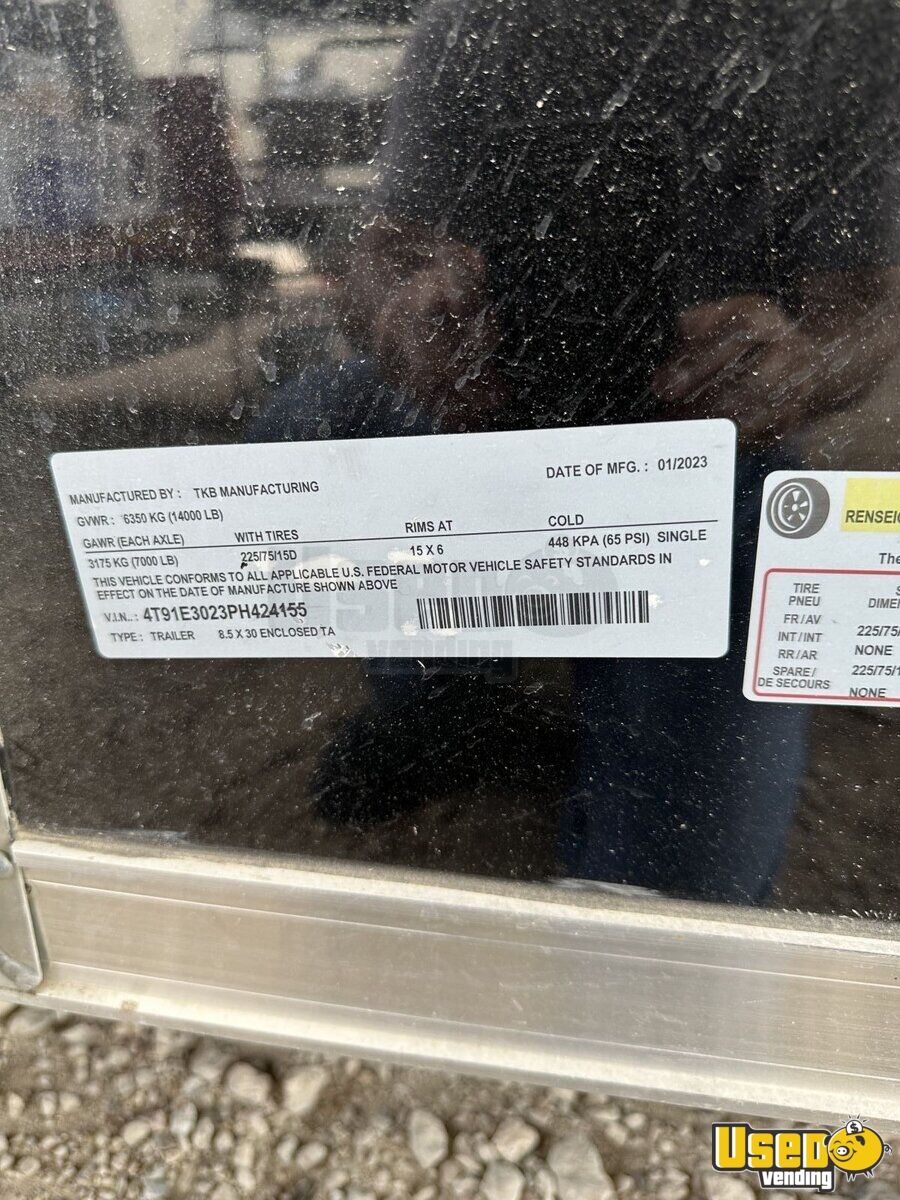 DATE OF MFG. : 01/2023
MANUFACTURED BY : TKB MANUFACTURING
GVWR : 6350 KG (14000 LB)
GAWR (EACH AXLE) WITH TIRES RIMS AT COLD
3175 KG (7000 LB) 225/75/15D 15 X 6 448 KPA (65 PSI) SINGLE
THIS VEHICLE CONFORMS TO ALL APPLICABLE U.S. FEDERAL MOTOR VEHICLE SAFETY STANDARDS IN
EFFECT ON THE DATE OF MANUFACTURE SHOWN ABOVE
V.I.N.. : 4T91E3023PH424155
TYPE : TRAILER 8.5 X 30 ENCLOSED TA
RENSEIG
The
TIRE
PNEU DIME
FR/AV 225/75/
INT/INT NONE
RR/AR 225/75/1
SPARE/
DE SECOURS NONE
vending
USED
vending